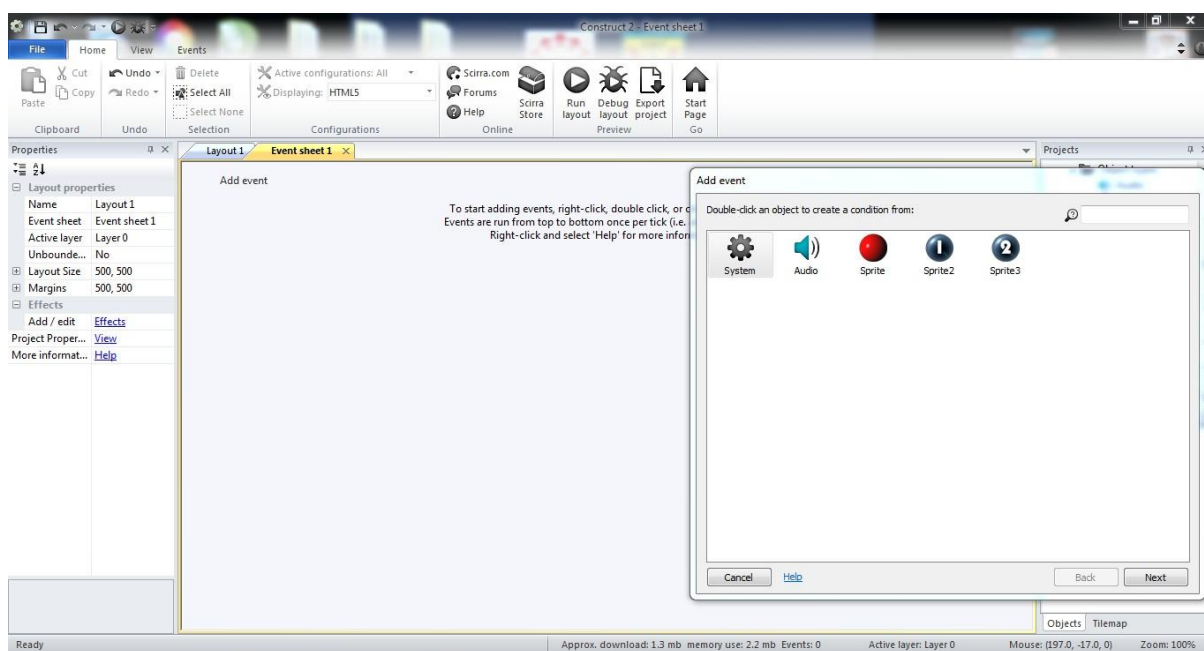 Construct 2 - Event sheet 1
File Home View Events
Paste
Cut
Copy
Clipboard
Undo
Redo
Undo
Delete
Select All
Select None
Selection
Active configurations: All
Displaying: HTML5
Configurations
Scirra.com
Forums
Help
Scirra Store
Online
Run layout
Debug layout
Export project
Preview
Start Page
Go
Properties
Layout properties
Name Layout 1
Event sheet Event sheet 1
Active layer Layer 0
Unbounde... No
Layout Size 500, 500
Margins 500, 500
Effects
Add / edit Effects
Project Proper... View
More informat... Help
Layout 1 Event sheet 1
Add event
To start adding events, right-click, double click, or
Events are run from top to bottom once per tick (i.e.
Right-click and select 'Help' for more
Projects
Add event
Double-click an object to create a condition from:
System Audio Sprite Sprite2 Sprite3
1 2
Cancel Help Back Next
Objects Tilemap
Ready Approx. download: 1.3 mb memory use: 2.2 mb Events: 0 Active layer: Layer 0 Mouse: (197.0, -17.0, 0) Zoom: 100%